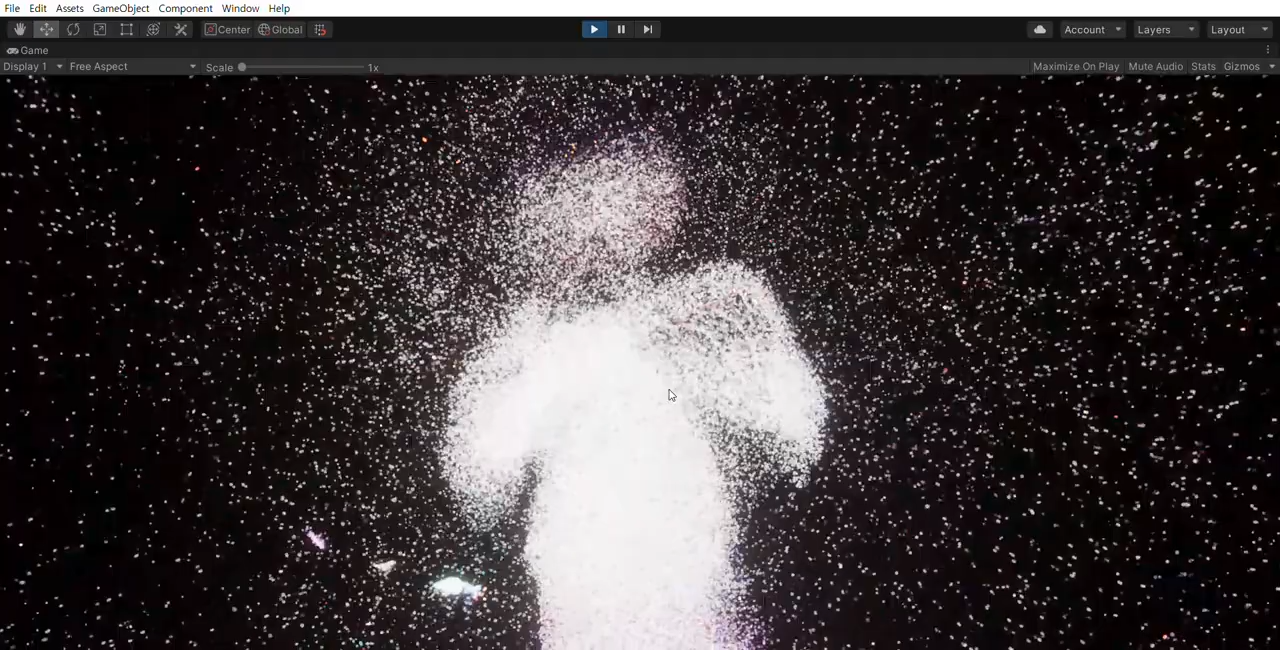 File Edit Assets GameObject Component Window Help
Center Global Account Layers Layout
Game
Display 1 Free Aspect Scale 1x Maximize On Play Mute Audio Stats Gizmos